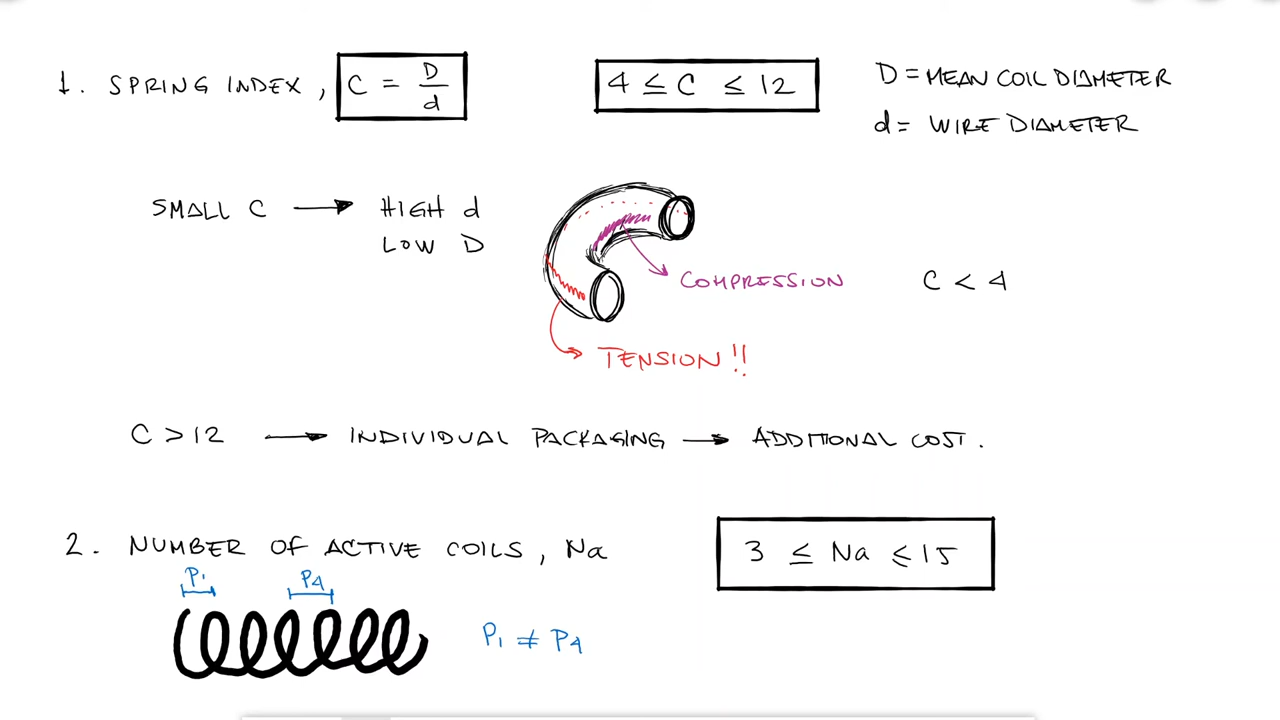 1. SPRING INDEX, C = D/d
4 ≤ C ≤ 12
D = MEAN COIL DIAMETER
d = WIRE DIAMETER
SMALL C → HIGH d
LOW D
COMPRESSION
C < 4
TENSION!!
C > 12 → INDIVIDUAL PACKAGING → ADDITIONAL COST.
2. NUMBER OF ACTIVE COILS, Na
3 ≤ Na ≤ 15
P1 P4
P1 ≠ P4